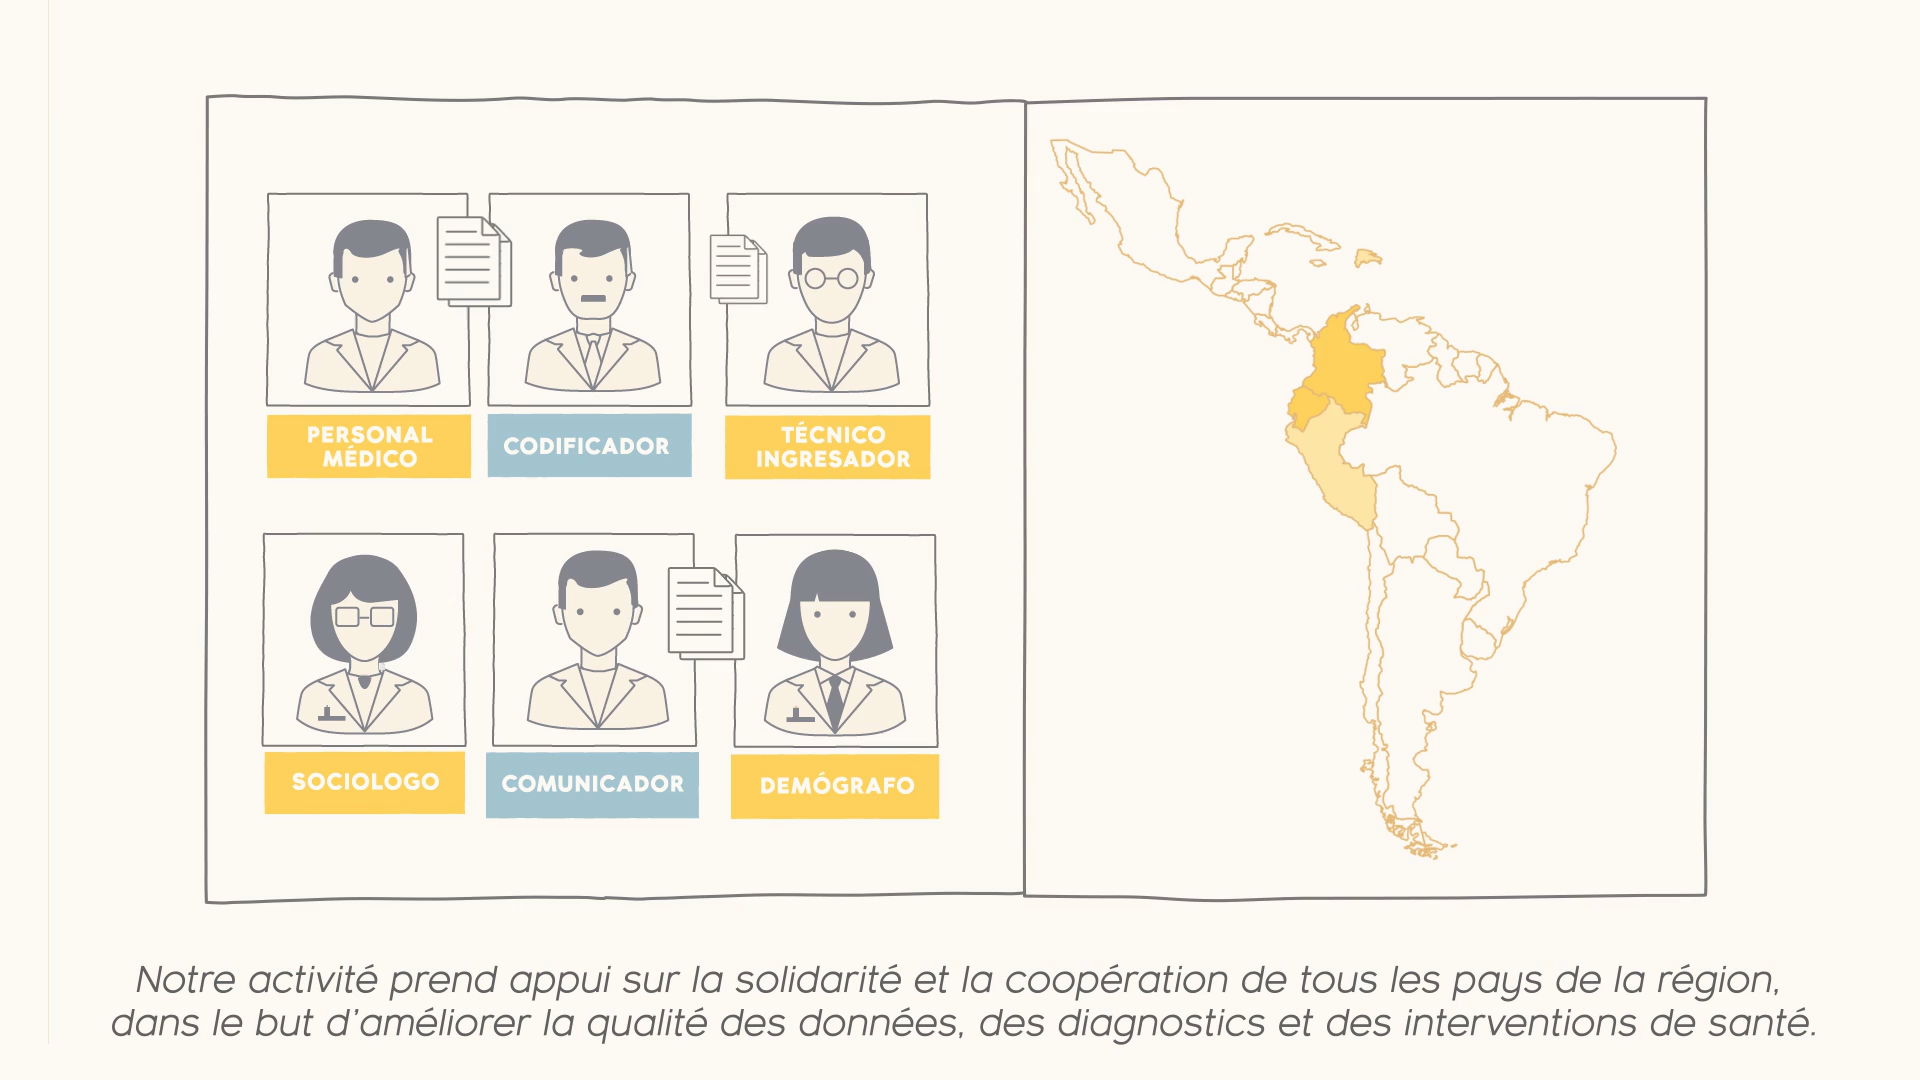 PERSONAL
MÉDICO
CODIFICADOR
TÉCNICO
INGRESADOR
SOCIOLOGO
COMUNICADOR
DEMÓGRAFO
Notre activité prend appui sur la solidarité et la coopération de tous les pays de la région,
dans le but d'améliorer la qualité des données, des diagnostics et des interventions de santé.